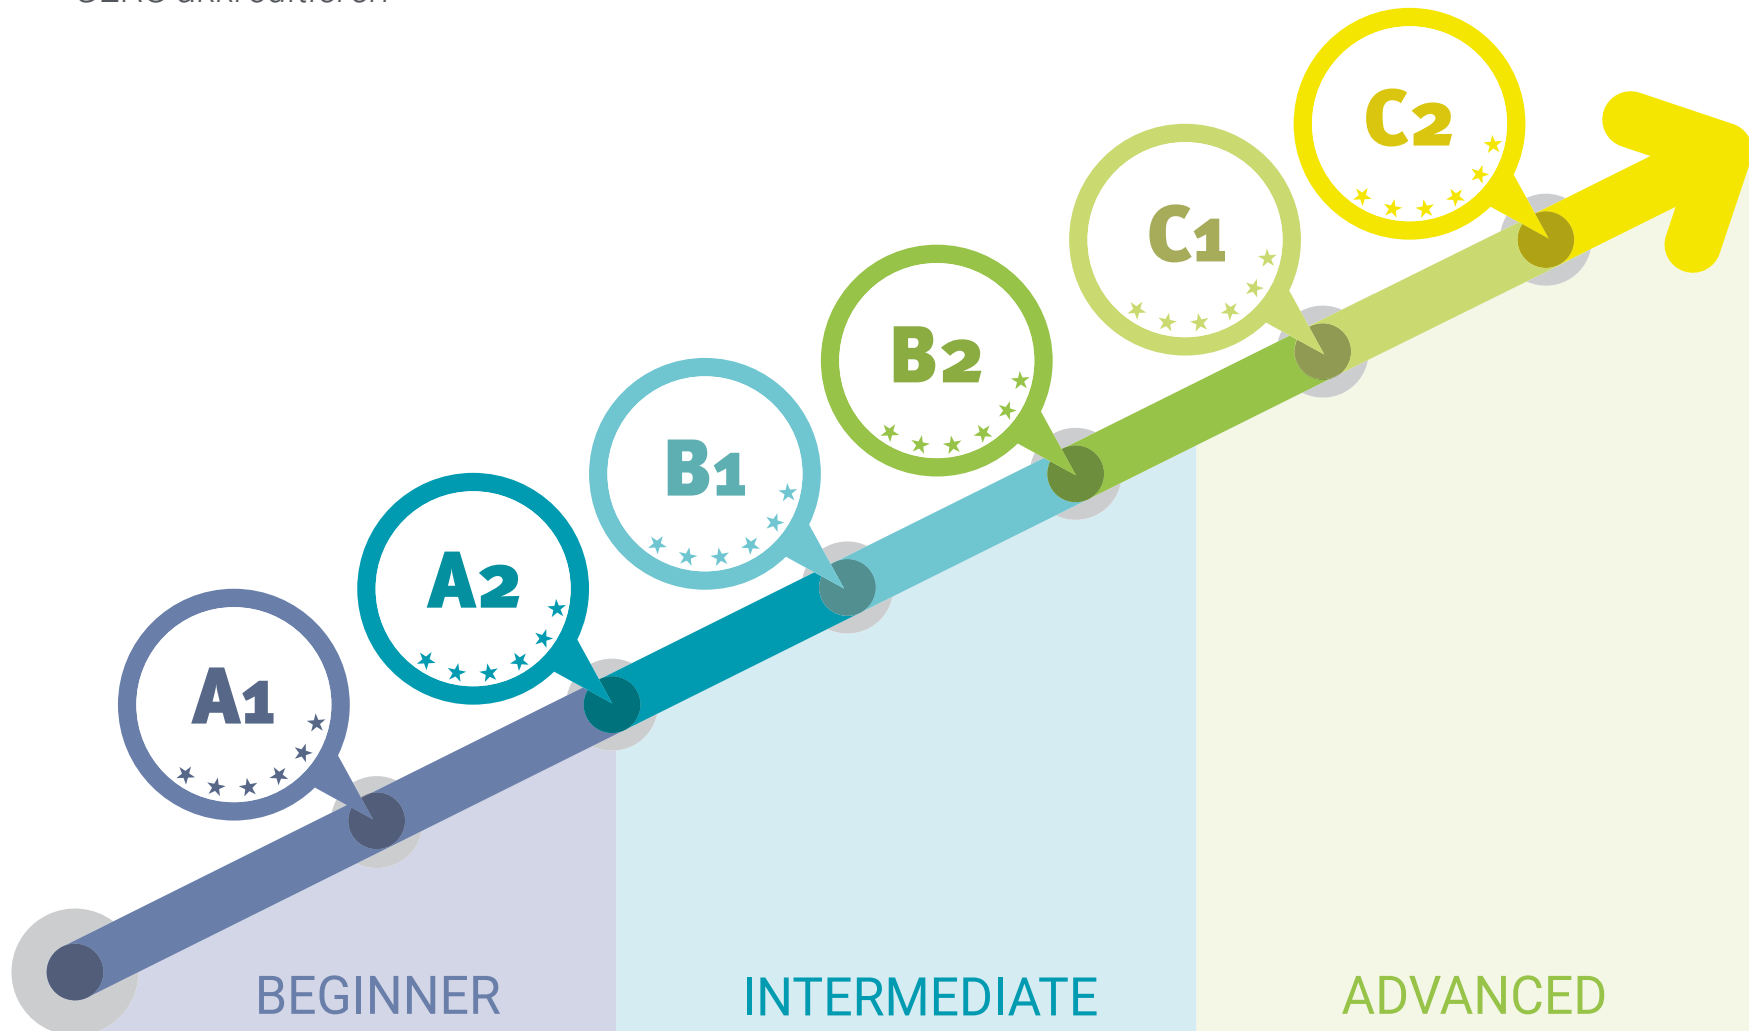 C2
C1
B2
B1
A2
A1
BEGINNER
INTERMEDIATE
ADVANCED